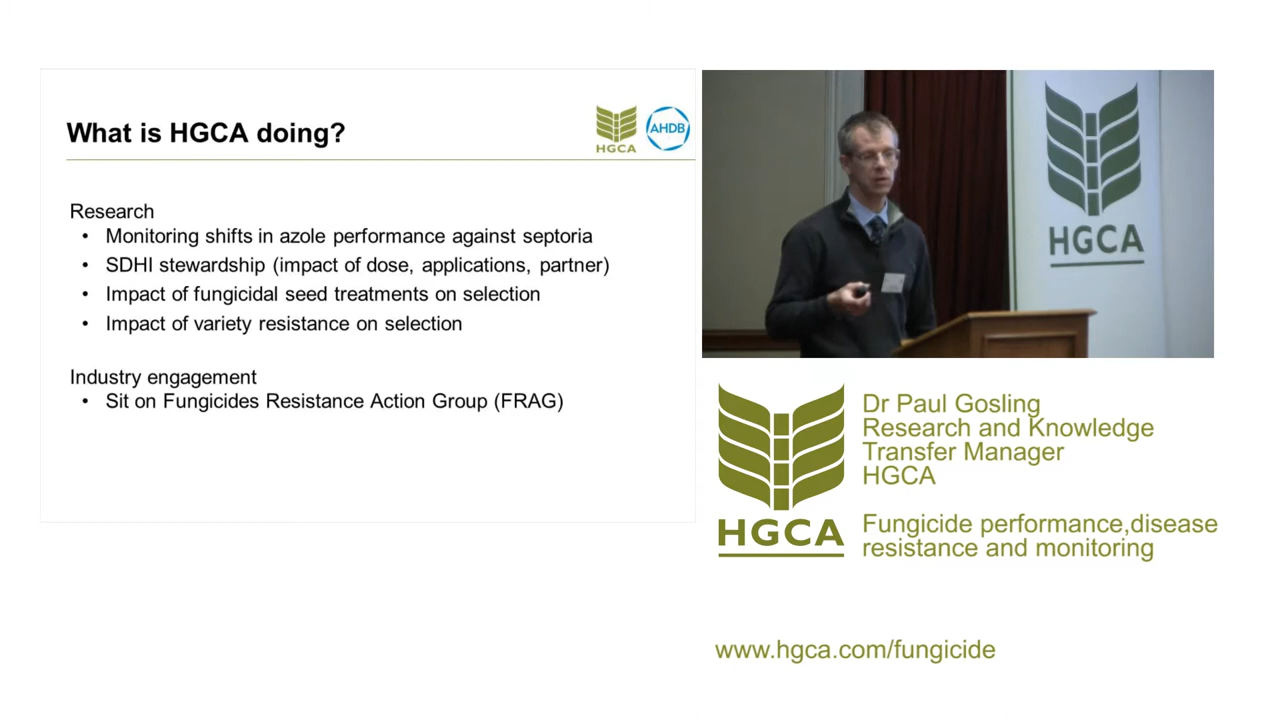 What is HGCA doing?
HGCA
AHDB
Research
• Monitoring shifts in azole performance against septoria
• SDHI stewardship (impact of dose, applications, partner)
• Impact of fungicidal seed treatments on selection
• Impact of variety resistance on selection
Industry engagement
• Sit on Fungicides Resistance Action Group (FRAG)
HGCA
HGCA
Dr Paul Gosling
Research and Knowledge
Transfer Manager
HGCA
Fungicide performance,disease
resistance and monitoring
www.hgca.com/fungicide